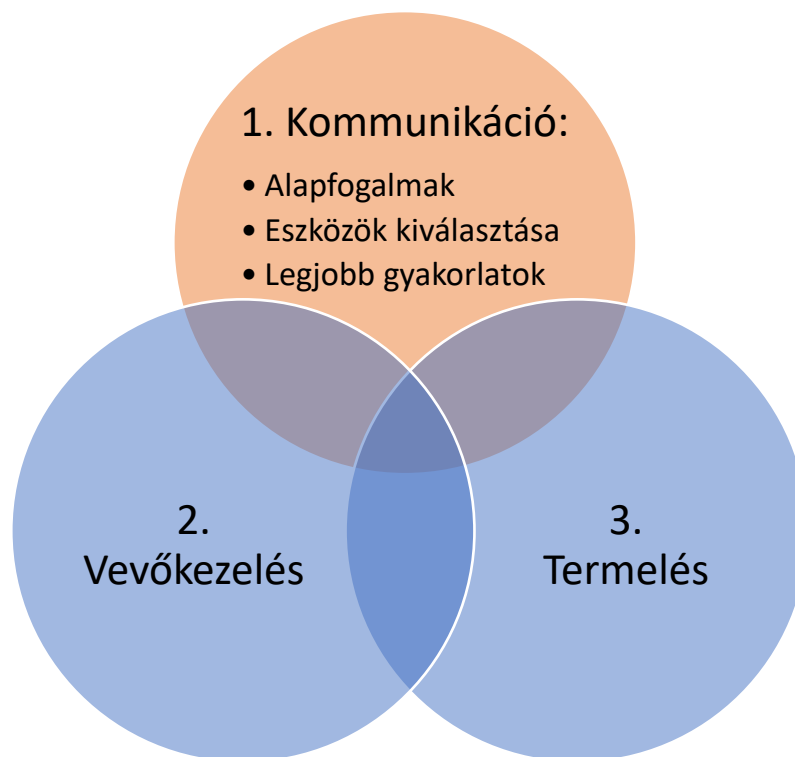 1. Kommunikáció:
• Alapfogalmak
• Eszközök kiválasztása
• Legjobb gyakorlatok
2.
Vevőkezelés
3.
Termelés